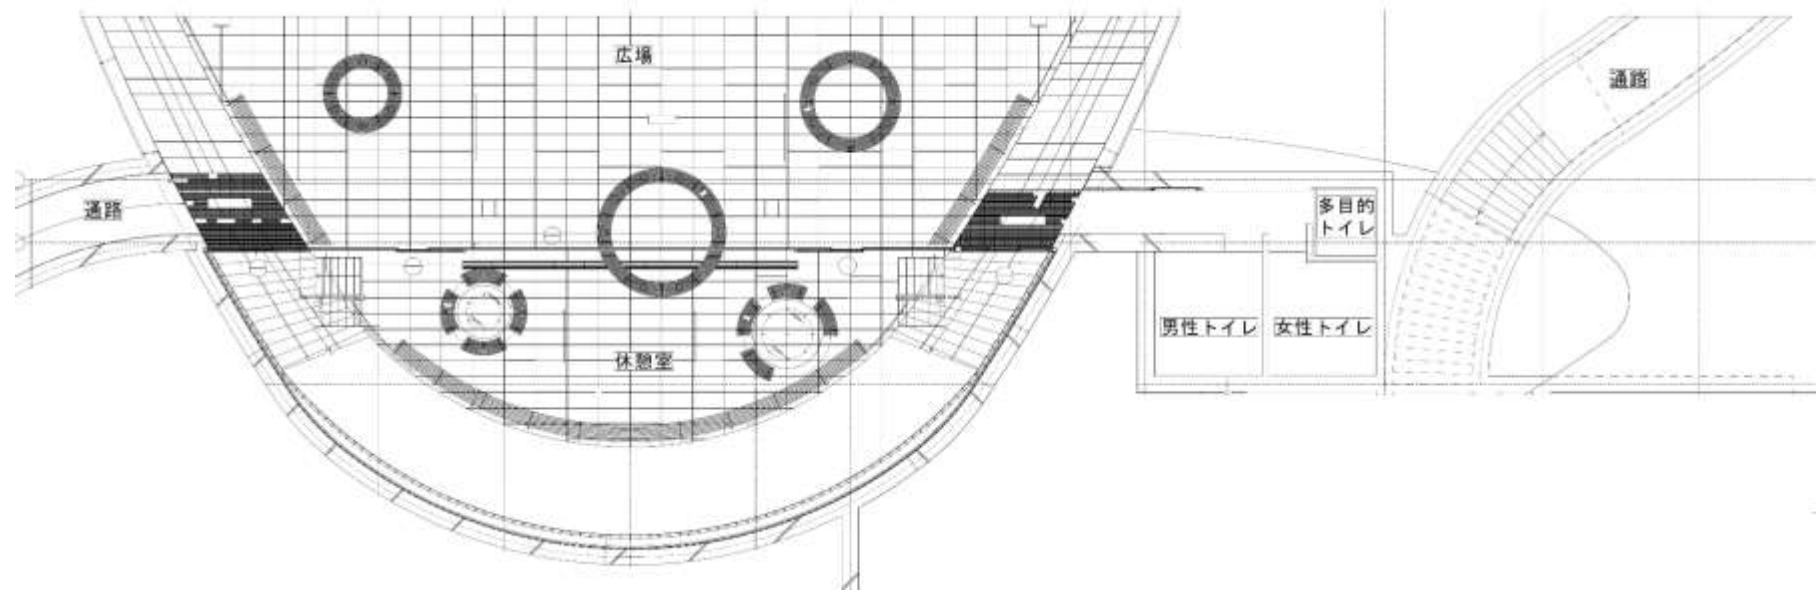 広場
通路
通路
多目的
トイレ
男性トイレ
女性トイレ
休憩室